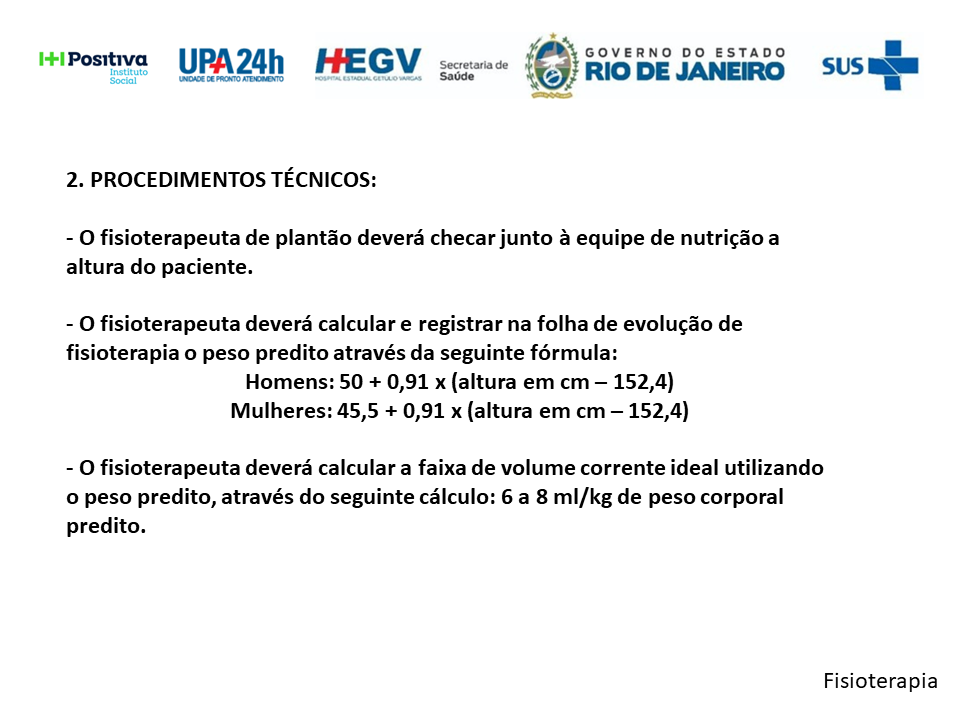 I+I Positiva
Instituto
Social
UPA 24h
UNIDADE DE PRONTO ATENDIMENTO
HEGV
HOSPITAL ESTADUAL GETÚLIO VARGAS
Secretaria de
Saúde
GOVERNO DO ESTADO
RIO DE JANEIRO
SUS
2. PROCEDIMENTOS TÉCNICOS:
- O fisioterapeuta de plantão deverá checar junto à equipe de nutrição a
altura do paciente.
- O fisioterapeuta deverá calcular e registrar na folha de evolução de
fisioterapia o peso predito através da seguinte fórmula:
Homens: 50 + 0,91 x (altura em cm – 152,4)
Mulheres: 45,5 + 0,91 x (altura em cm – 152,4)
- O fisioterapeuta deverá calcular a faixa de volume corrente ideal utilizando
o peso predito, através do seguinte cálculo: 6 a 8 ml/kg de peso corporal
predito.
Fisioterapia